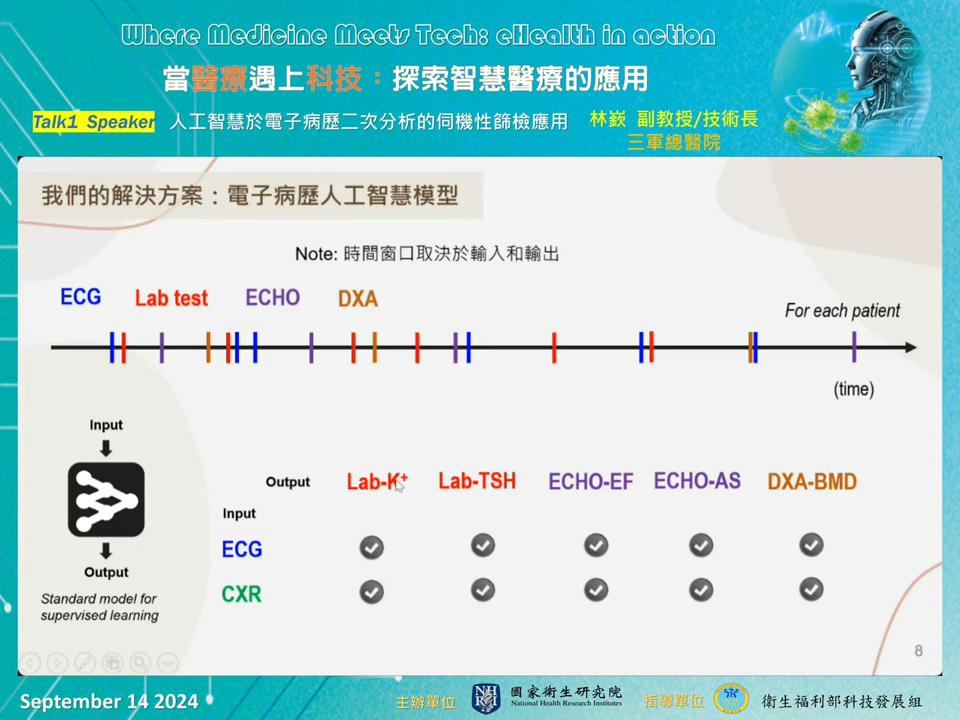 Where Medicine Meets Tech: eHealth in action
當醫療遇上科技：探索智慧醫療的應用
Talk1 Speaker 人工智慧於電子病歷二次分析的伺機性篩檢應用 林嶔 副教授/技術長
三軍總醫院
我們的解決方案：電子病歷人工智慧模型
Note: 時間窗口取決於輸入和輸出
ECG Lab test ECHO DXA
For each patient
(time)
Input
Output
Standard model for
supervised learning
Output Lab-K+ Lab-TSH ECHO-EF ECHO-AS DXA-BMD
Input
ECG
CXR
8
September 14 2024
主辦單位 NHRI 國家衛生研究院
National Health Research Institutes
指導單位 衛生福利部科技發展組